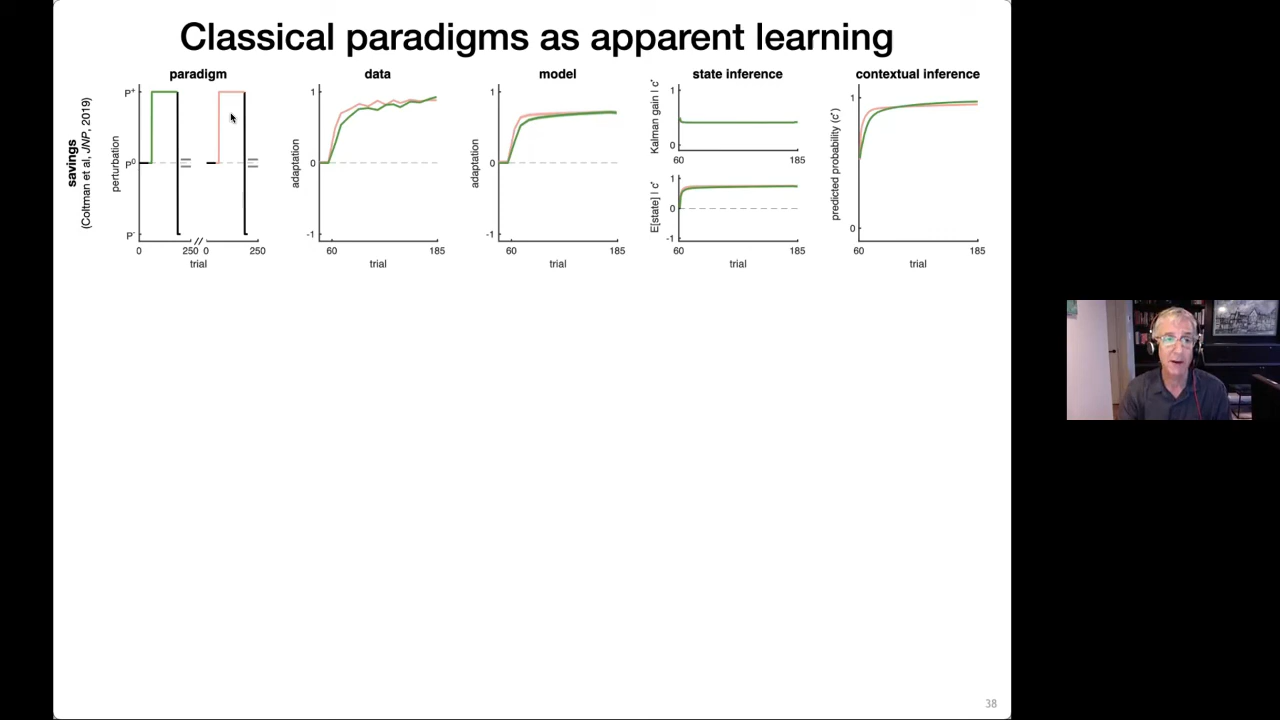 Classical paradigms as apparent learning
paradigm
data
model
state inference
contextual inference
savings
(Coltman et al, JNP, 2019)
perturbation
P+
P0
P-
0
250
0
250
trial
adaptation
1
0
-1
60
185
trial
adaptation
1
0
-1
60
185
trial
Kalman gain | c*
1
0
60
185
E[state] | c*
1
0
-1
60
185
trial
predicted probability (c*)
1
0
60
185
trial
38